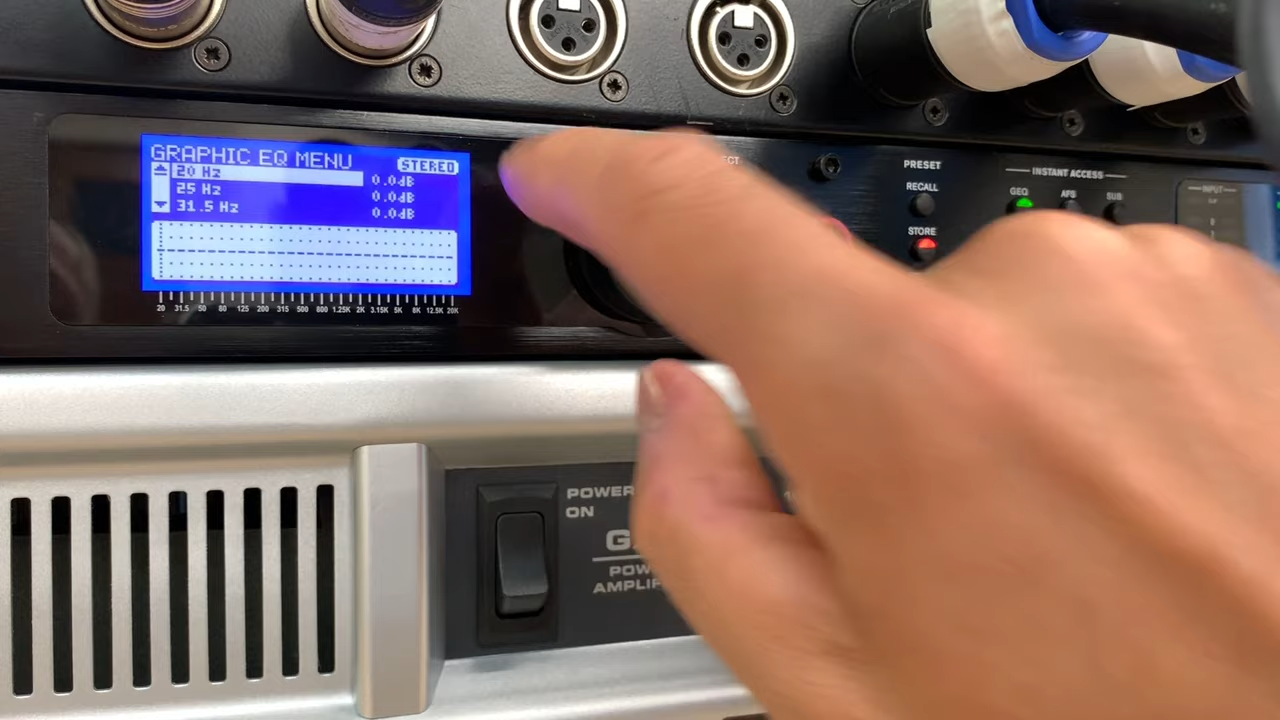 GRAPHIC EQ MENU STEREO
20 Hz 0.0dB
25 Hz 0.0dB
31.5 Hz 0.0dB
20 31.5 50 80 125 200 315 500 800 1.25K 2K 3.15K 5K 8K 12.5K 20K
PRESET
RECALL
STORE
INSTANT ACCESS
GEQ AFS SUB
INPUT
POWER
ON